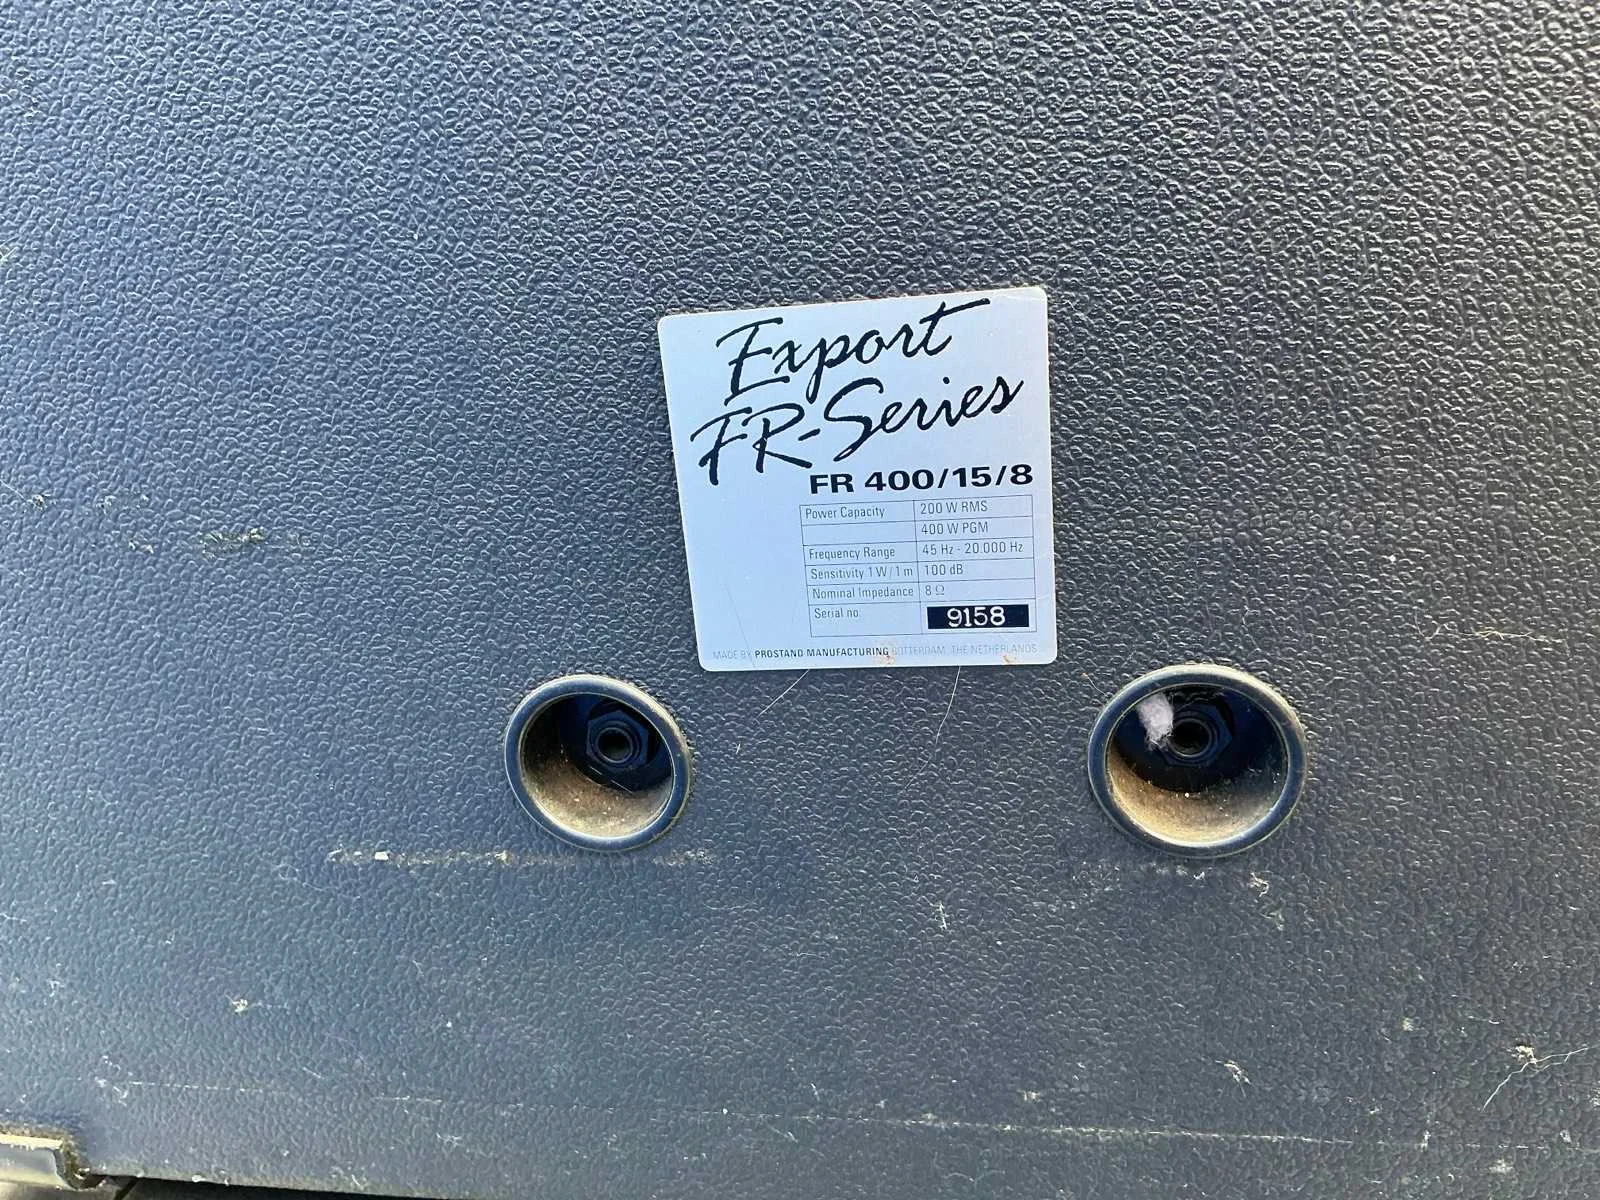 Export
FR-Series
FR 400/15/8
Power Capacity 200 W RMS
400 W PGM
Frequency Range 45 Hz - 20.000 Hz
Sensitivity 1 W / 1 m 100 dB
Nominal Impedance 8 Ω
Serial no. 9158
MADE BY PROSTAND MANUFACTURING ROTTERDAM, THE NETHERLANDS